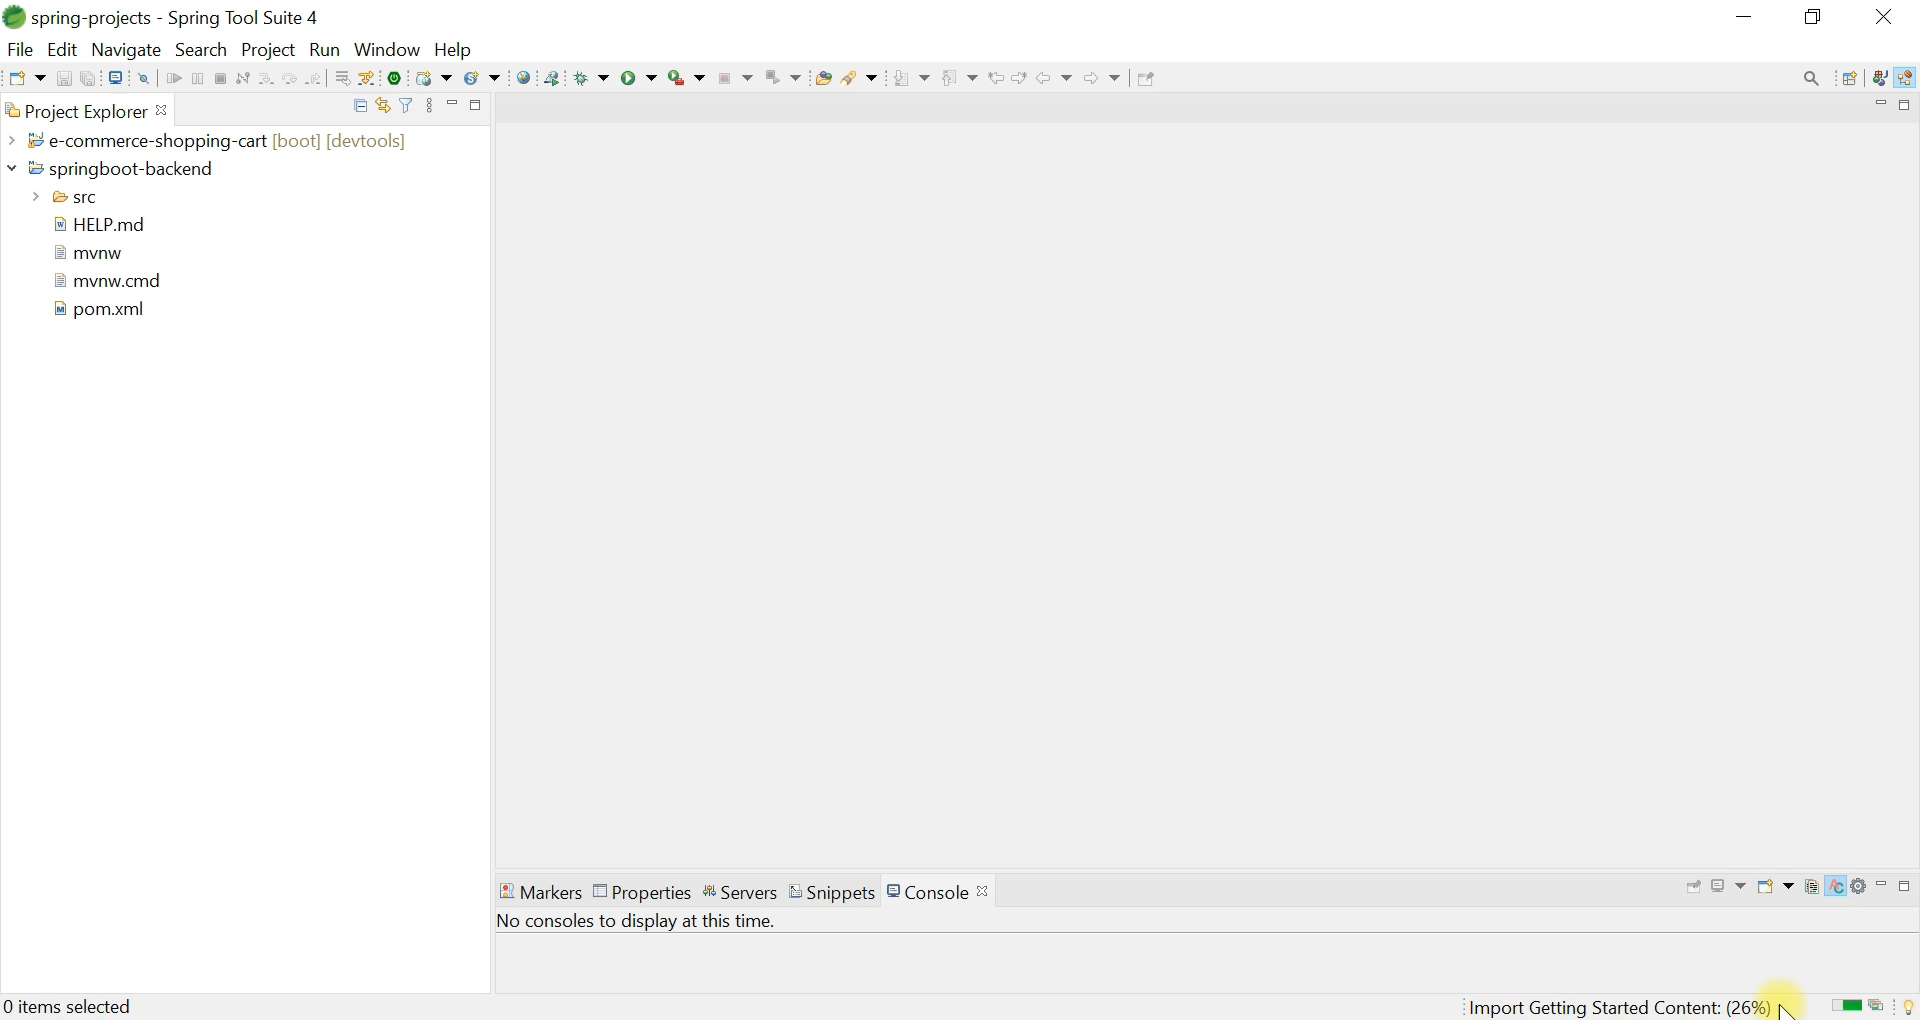 spring-projects - Spring Tool Suite 4
File Edit Navigate Search Project Run Window Help
Project Explorer
e-commerce-shopping-cart [boot] [devtools]
springboot-backend
src
HELP.md
mvnw
mvnw.cmd
pom.xml
Markers Properties Servers Snippets Console
No consoles to display at this time.
0 items selected
Import Getting Started Content: (26%)